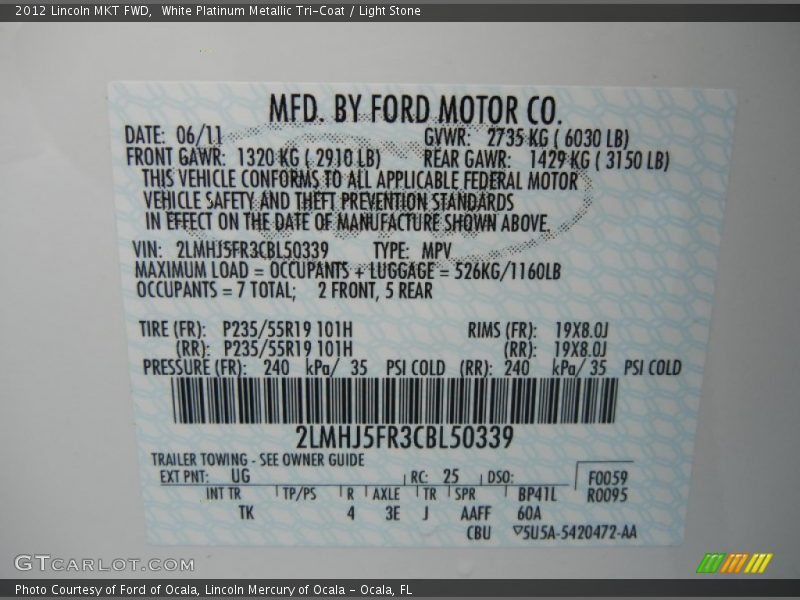 2012 Lincoln MKT FWD,  White Platinum Metallic Tri-Coat / Light Stone
MFD. BY FORD MOTOR CO.
DATE: 06/11 GVWR: 2735 KG ( 6030 LB)
FRONT GAWR: 1320 KG ( 2910 LB) REAR GAWR: 1429 KG ( 3150 LB)
THIS VEHICLE CONFORMS TO ALL APPLICABLE FEDERAL MOTOR
VEHICLE SAFETY AND THEFT PREVENTION STANDARDS
IN EFFECT ON THE DATE OF MANUFACTURE SHOWN ABOVE
VIN: 2LMHJ5FR3CBL50339 TYPE: MPV
MAXIMUM LOAD = OCCUPANTS + LUGGAGE = 526KG/1160LB
OCCUPANTS = 7 TOTAL; 2 FRONT, 5 REAR
TIRE (FR): P235/55R19 101H RIMS (FR): 19X8.0J
(RR): P235/55R19 101H (RR): 19X8.0J
PRESSURE (FR): 240 kPa/ 35 PSI COLD (RR): 240 kPa/ 35 PSI COLD
2LMHJ5FR3CBL50339
TRAILER TOWING - SEE OWNER GUIDE
EXT PNT: UG RC: 25 DSO: F0059
INT TR TP/PS R AXLE TR SPR BP41L R0095
TK 4 3E J AAFF 60A
CBU ▽5U5A-5420472-AA
GTCARLOT.COM
Photo Courtesy of Ford of Ocala, Lincoln Mercury of Ocala - Ocala, FL